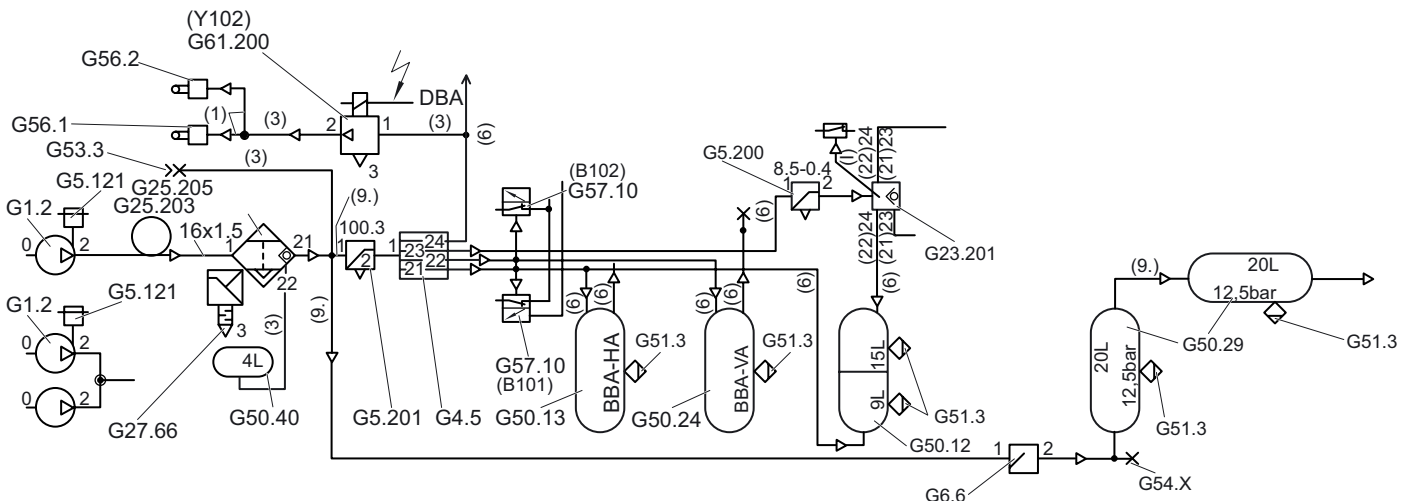 (Y102)
G61.200
G56.2
DBA
(1)
(3)
2
1
(3)
(6)
G56.1
3
G53.3
(3)
G5.121
G25.205
G25.203
G1.2
0
2
16x1.5
1
21
22
(9.)
1
100.3
2
1
24
23
22
21
(B102)
G57.10
G5.200
8.5-0.4
1
2
(I)
(22)24
(21)23
(22)24
(21)23
G23.201
(6)
(6)
(6)
G1.2
G5.121
0
2
0
2
3
(3)
(9.)
4L
G27.66
G50.40
G5.201
G4.5
G57.10
(B101)
G50.13
(6)
(6)
BBA-HA
G51.3
G50.24
(6)
(6)
BBA-VA
G51.3
15L
9L
G51.3
G50.12
(9.)
20L
12,5bar
G50.29
G51.3
20L
12,5bar
G51.3
1
2
G6.6
G54.X